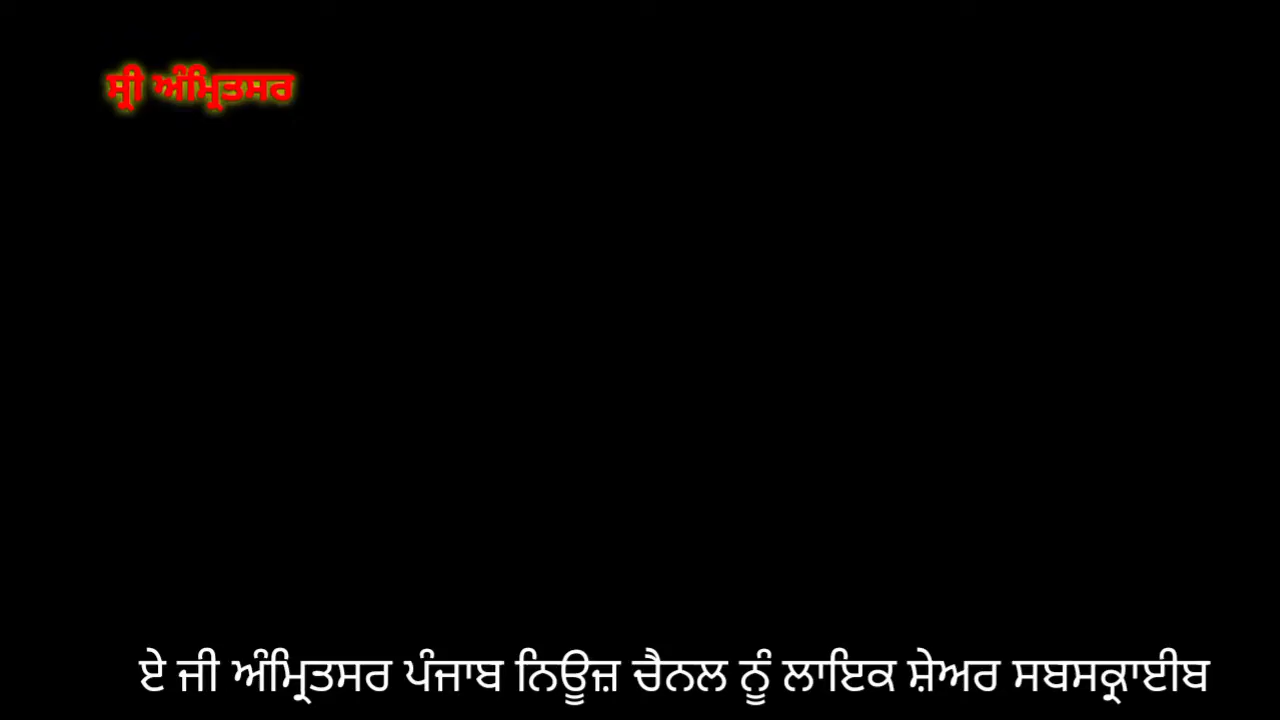 ਸ੍ਰੀ ਅੰਮ੍ਰਿਤਸਰ
ਏ ਜੀ ਅੰਮ੍ਰਿਤਸਰ ਪੰਜਾਬ ਨਿਊਜ਼ ਚੈਨਲ ਨੂੰ ਲਾਇਕ ਸ਼ੇਅਰ ਸਬਸਕ੍ਰਾਈਬ